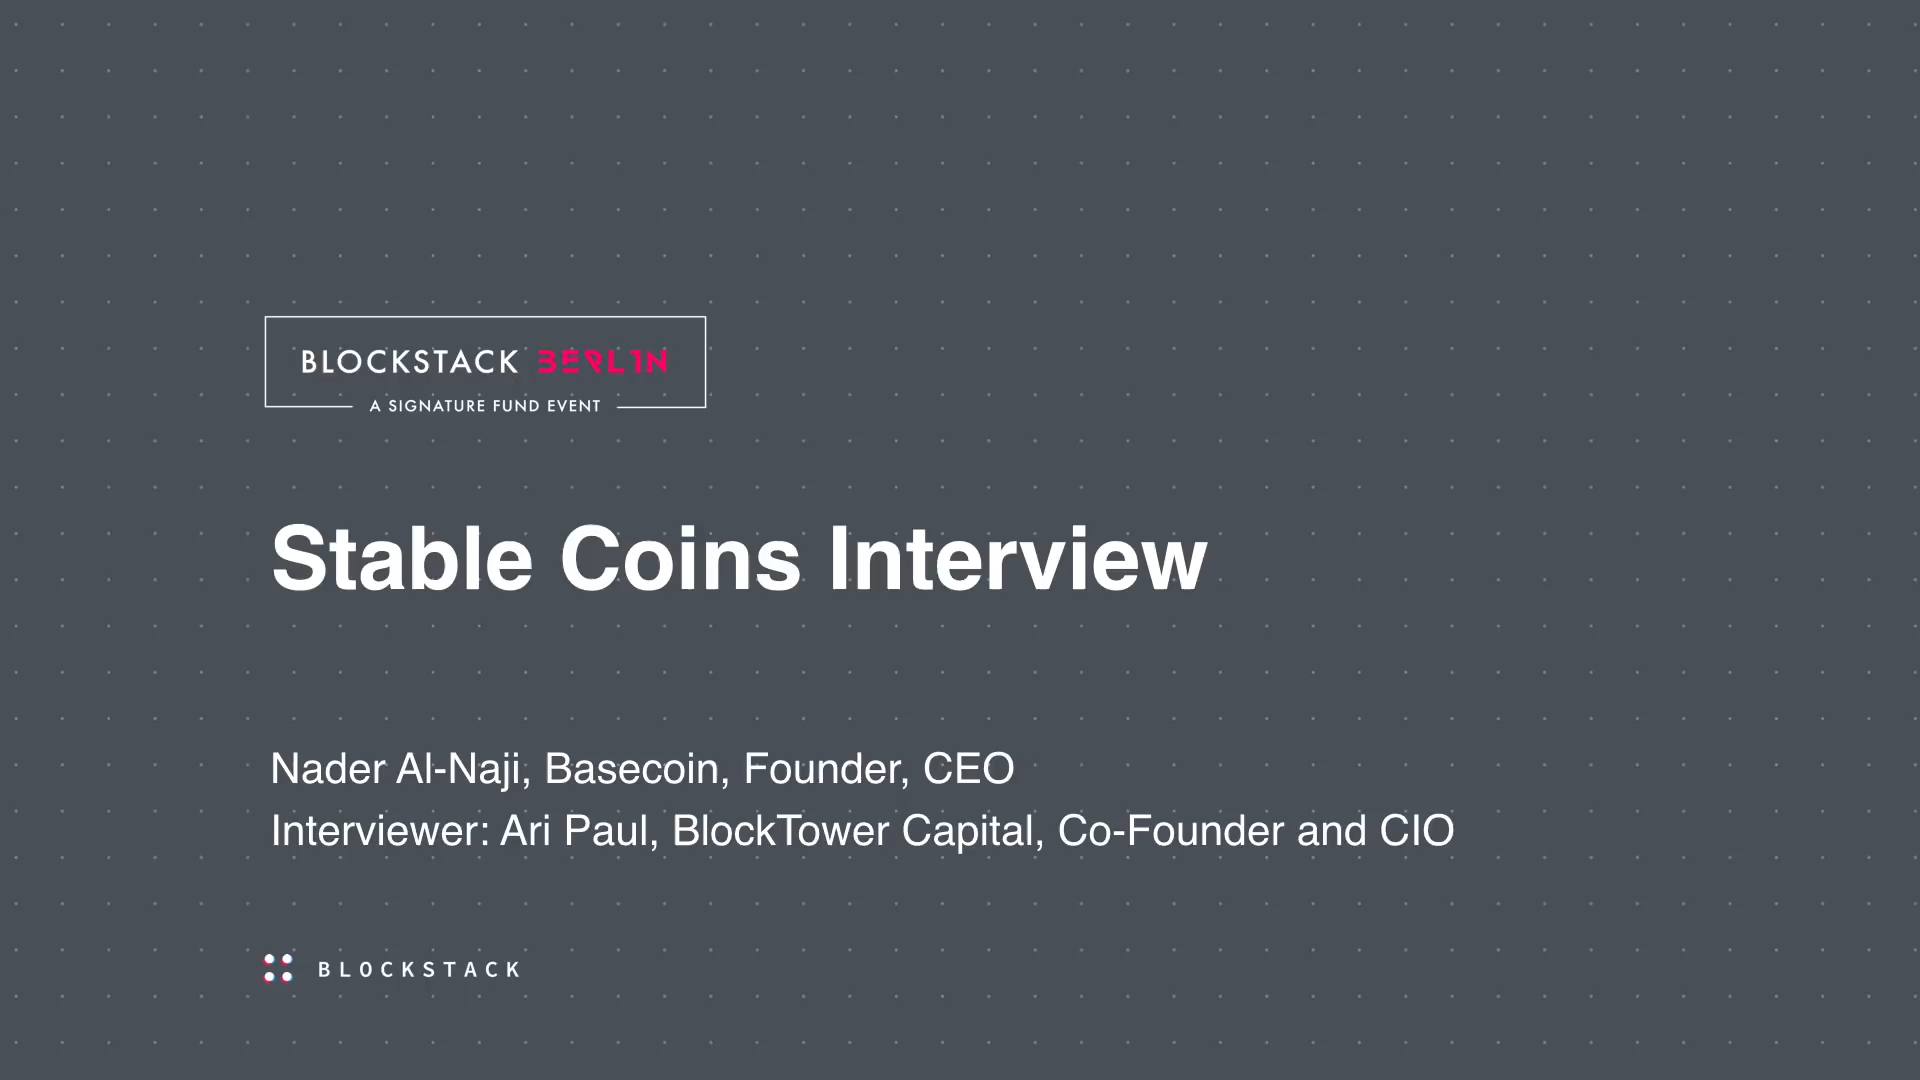 BLOCKSTACK BERL1N
A SIGNATURE FUND EVENT
Stable Coins Interview
Nader Al-Naji, Basecoin, Founder, CEO
Interviewer: Ari Paul, BlockTower Capital, Co-Founder and CIO
BLOCKSTACK